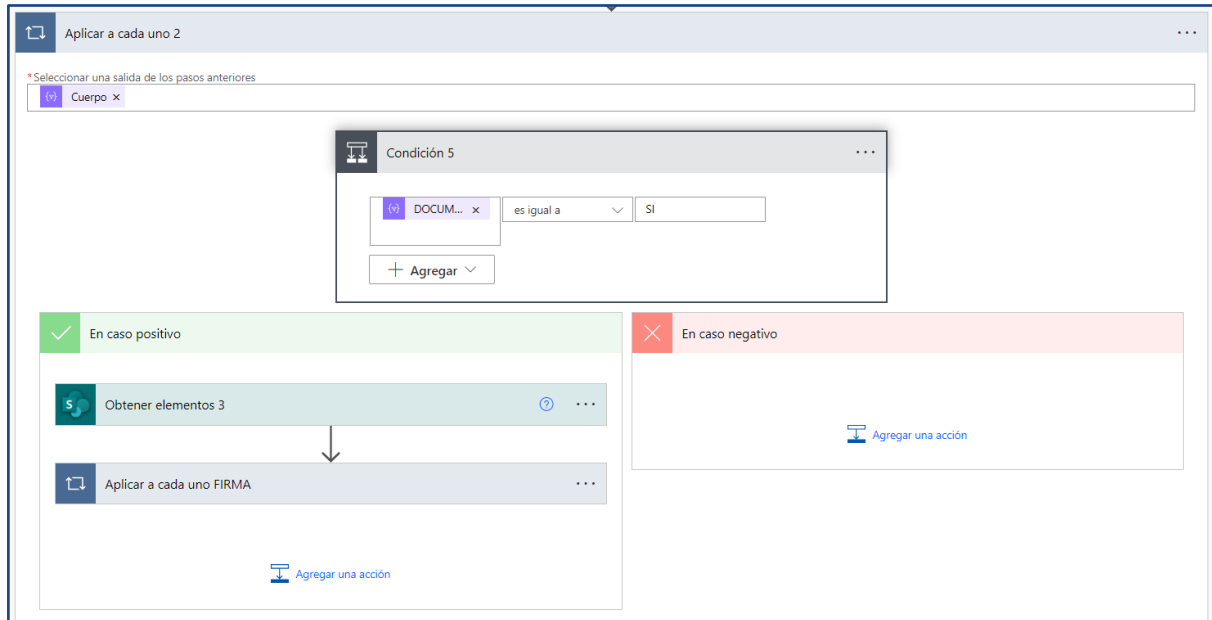 Aplicar a cada uno 2
*Seleccionar una salida de los pasos anteriores
{v} Cuerpo ×
Condición 5
{v} DOCUM... × es igual a SI
+ Agregar
En caso positivo
En caso negativo
S Obtener elementos 3 ?
Aplicar a cada uno FIRMA
Agregar una acción
Agregar una acción